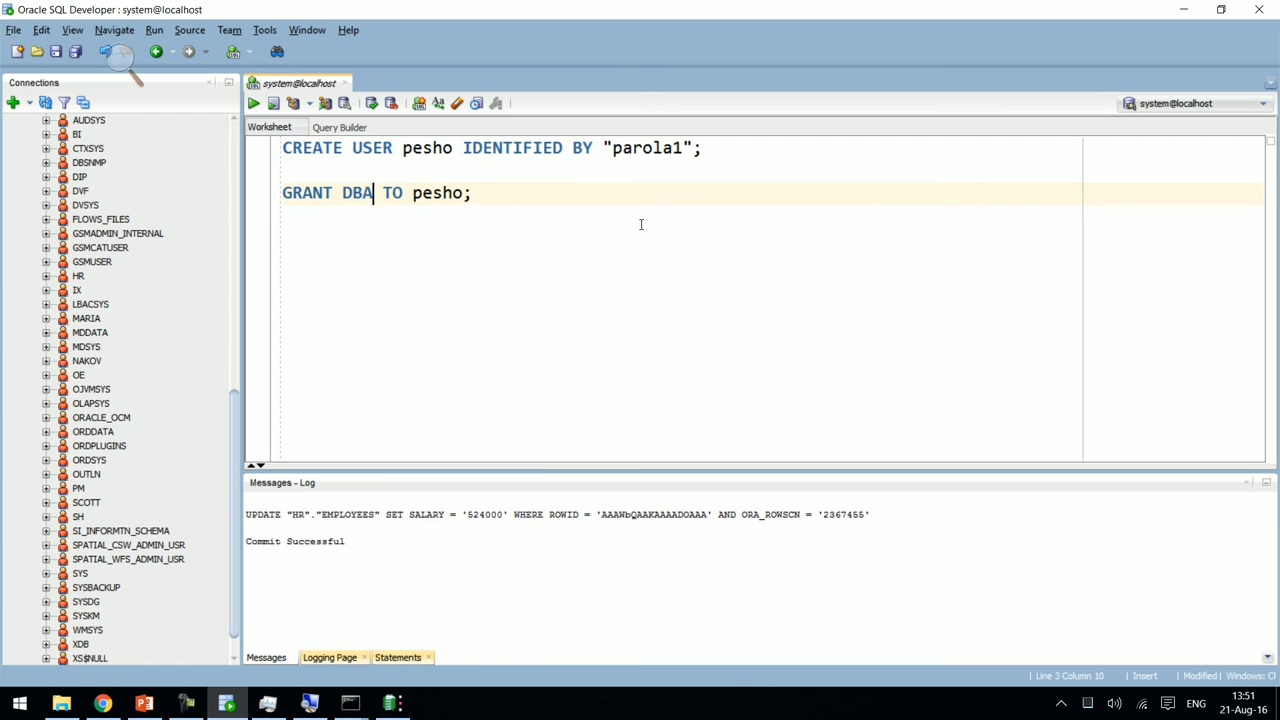 Oracle SQL Developer : system@localhost
File Edit View Navigate Run Source Team Tools Window Help
Connections
system@localhost
system@localhost
Worksheet Query Builder
AUDSYS
BI
CTXSYS
DBSNMP
DIP
DVF
DVSYS
FLOWS_FILES
GSMADMIN_INTERNAL
GSMCATUSER
GSMUSER
HR
IX
LBACSYS
MARIA
MDDATA
MDSYS
NAKOV
OE
OJVMSYS
OLAPSYS
ORACLE_OCM
ORDDATA
ORDPLUGINS
ORDSYS
OUTLN
PM
SCOTT
SH
SI_INFORMTN_SCHEMA
SPATIAL_CSW_ADMIN_USR
SPATIAL_WFS_ADMIN_USR
SYS
SYSBACKUP
SYSDG
SYSKM
WMSYS
XDB
XS$NULL
CREATE USER pesho IDENTIFIED BY "parola1";
GRANT DBA TO pesho;
Messages - Log
UPDATE "HR"."EMPLOYEES" SET SALARY = '524000' WHERE ROWID = 'AAAWbQAAKAAAADOAAA' AND ORA_ROWSCN = '2367455'
Commit Successful
Messages Logging Page Statements
Line 3 Column 10 Insert Modified Windows: Cl
ENG 13:51
21-Aug-16